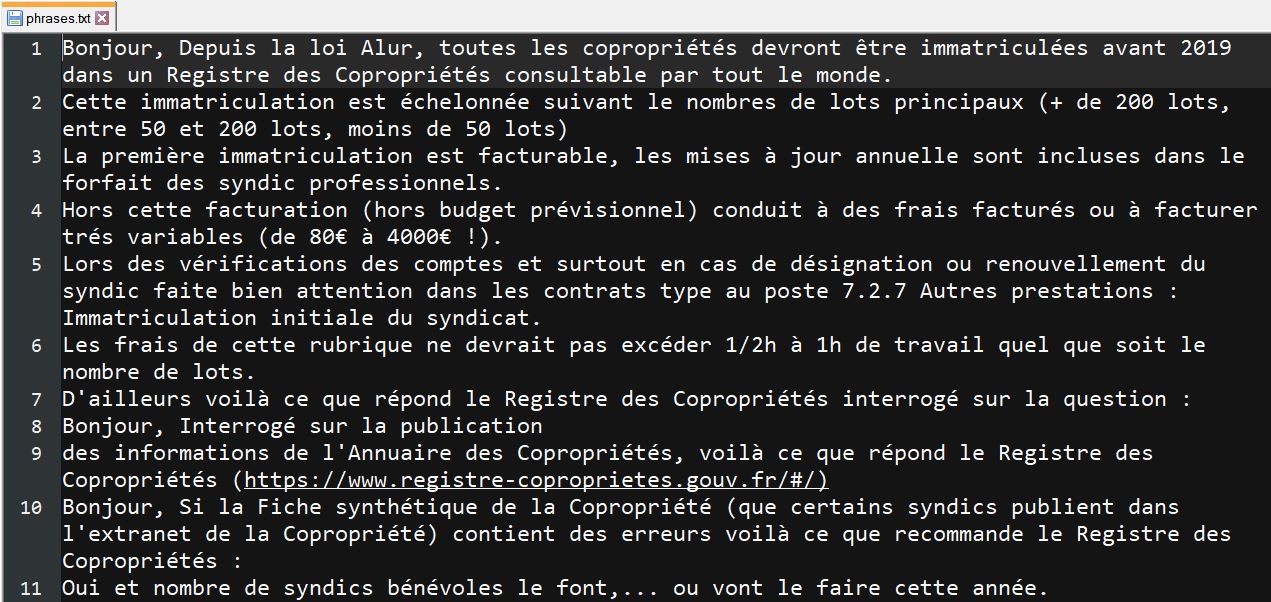 phrases.txt
1 Bonjour, Depuis la loi Alur, toutes les copropriétés devront être immatriculées avant 2019
dans un Registre des Copropriétés consultable par tout le monde.
2 Cette immatriculation est échelonnée suivant le nombres de lots principaux (+ de 200 lots,
entre 50 et 200 lots, moins de 50 lots)
3 La première immatriculation est facturable, les mises à jour annuelle sont incluses dans le
forfait des syndic professionnels.
4 Hors cette facturation (hors budget prévisionnel) conduit à des frais facturés ou à facturer
trés variables (de 80€ à 4000€ !).
5 Lors des vérifications des comptes et surtout en cas de désignation ou renouvellement du
syndic faite bien attention dans les contrats type au poste 7.2.7 Autres prestations :
Immatriculation initiale du syndicat.
6 Les frais de cette rubrique ne devrait pas excéder 1/2h à 1h de travail quel que soit le
nombre de lots.
7 D'ailleurs voilà ce que répond le Registre des Copropriétés interrogé sur la question :
8 Bonjour, Interrogé sur la publication
9 des informations de l'Annuaire des Copropriétés, voilà ce que répond le Registre des
Copropriétés (https://www.registre-coproprietes.gouv.fr/#/)
10 Bonjour, Si la Fiche synthétique de la Copropriété (que certains syndics publient dans
l'extranet de la Copropriété) contient des erreurs voilà ce que recommande le Registre des
Copropriétés :
11 Oui et nombre de syndics bénévoles le font,... ou vont le faire cette année.